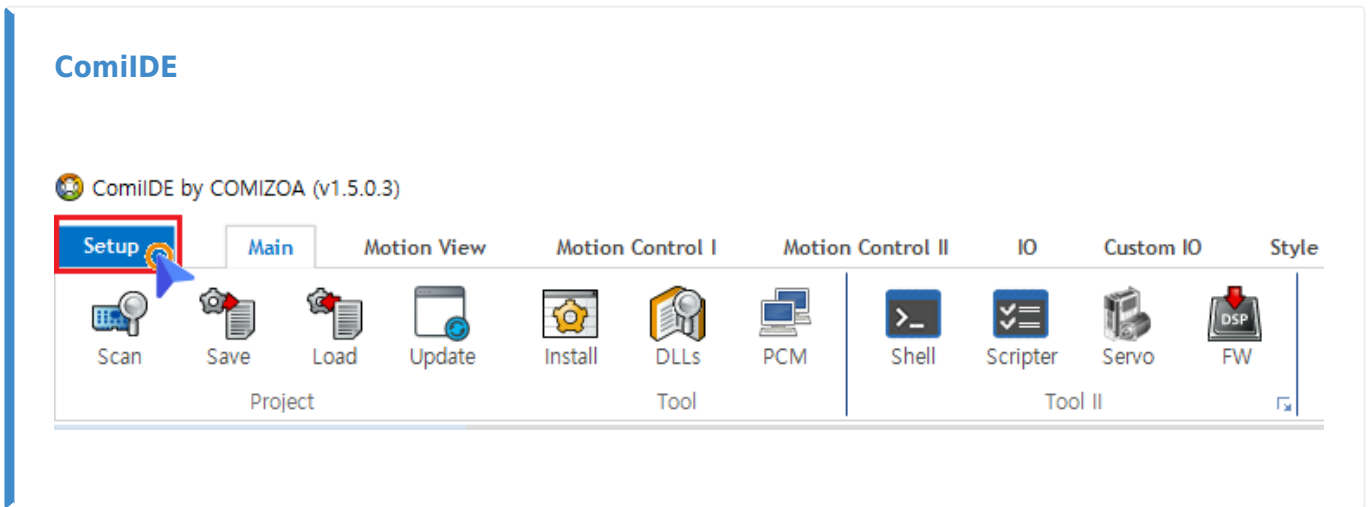 ComiIDE
ComiIDE by COMIZOA (v1.5.0.3)
Setup Main Motion View Motion Control I Motion Control II IO Custom IO Style
Scan Save Load Update Install DLLs PCM Shell Scripter Servo FW
Project Tool Tool II